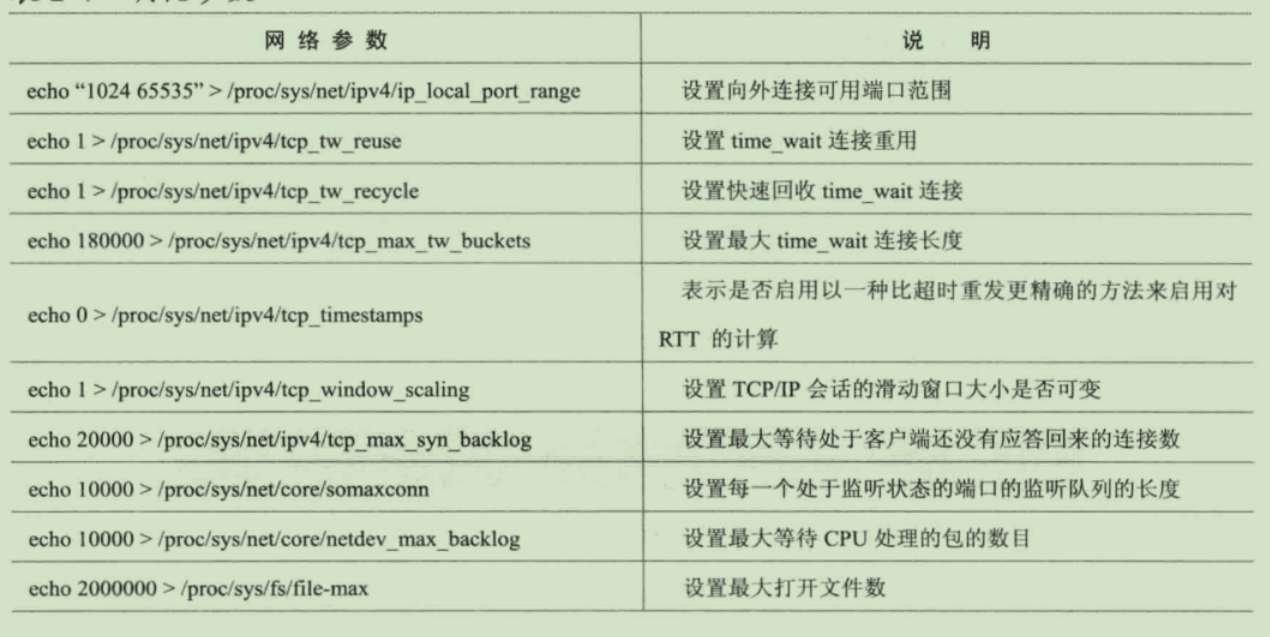 网络参数 说 明
echo “1024 65535” > /proc/sys/net/ipv4/ip_local_port_range 设置向外连接可用端口范围
echo 1 > /proc/sys/net/ipv4/tcp_tw_reuse 设置 time_wait 连接重用
echo 1 > /proc/sys/net/ipv4/tcp_tw_recycle 设置快速回收 time_wait 连接
echo 180000 > /proc/sys/net/ipv4/tcp_max_tw_buckets 设置最大 time_wait 连接长度
echo 0 > /proc/sys/net/ipv4/tcp_timestamps 表示是否启用以一种比超时重发更精确的方法来启用对
RTT 的计算
echo 1 > /proc/sys/net/ipv4/tcp_window_scaling 设置 TCP/IP 会话的滑动窗口大小是否可变
echo 20000 > /proc/sys/net/ipv4/tcp_max_syn_backlog 设置最大等待处于客户端还没有应答回来的连接数
echo 10000 > /proc/sys/net/core/somaxconn 设置每一个处于监听状态的端口的监听队列的长度
echo 10000 > /proc/sys/net/core/netdev_max_backlog 设置最大等待 CPU 处理的包的数目
echo 2000000 > /proc/sys/fs/file-max 设置最大打开文件数